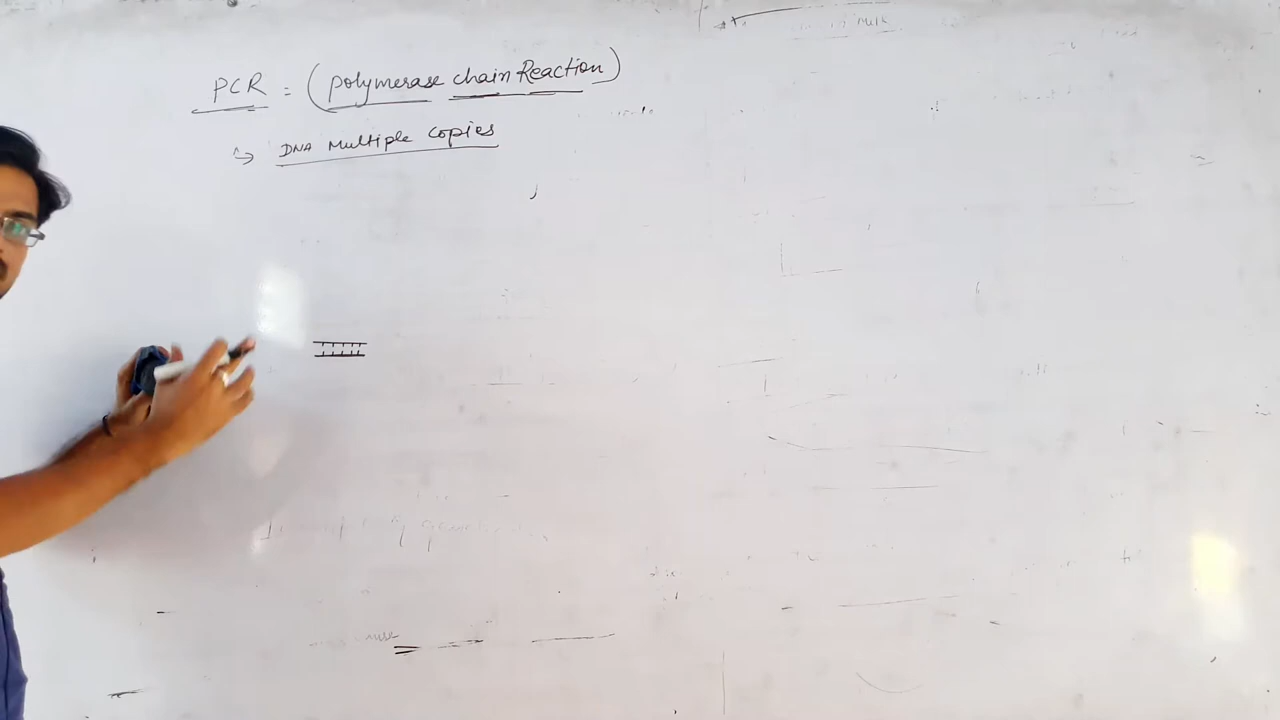 PCR = (polymerase chain Reaction)
↳ DNA Multiple Copies